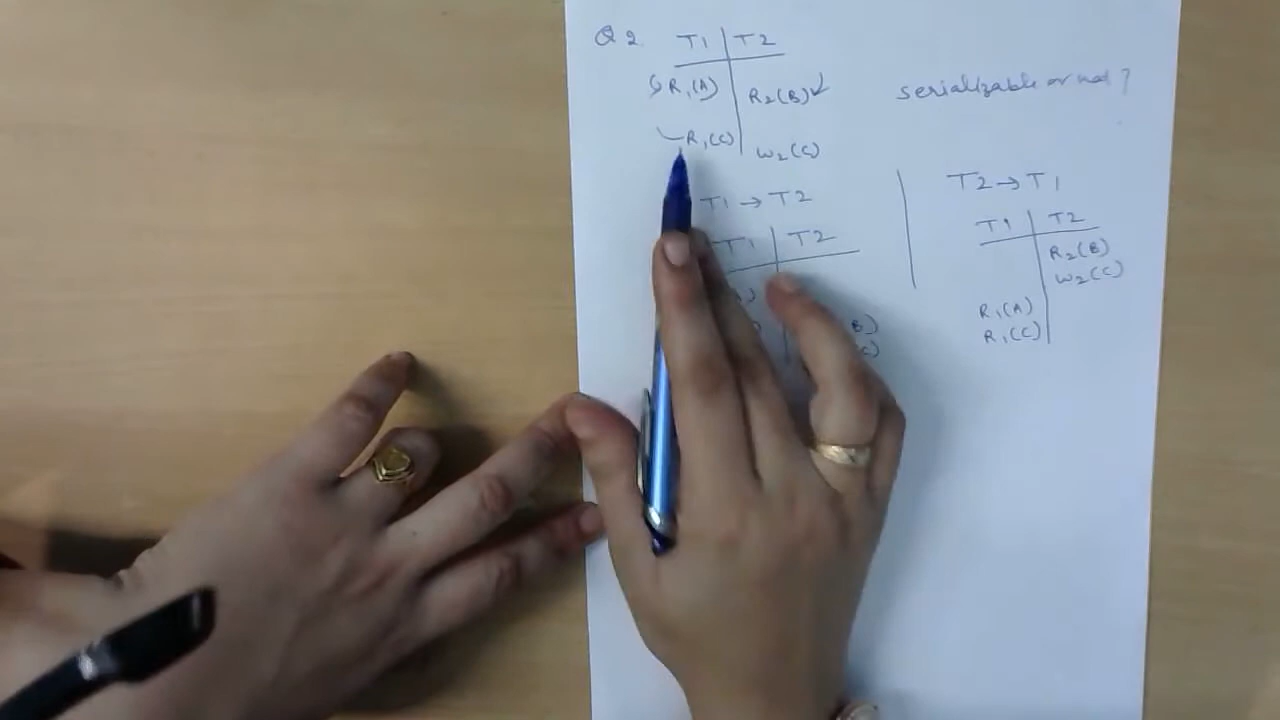 Q2 T1 T2
R1(A) R2(B)
serializable or not?
R1(C) W2(C)
T1 → T2
T1 T2
T2 → T1
T1 T2
R2(B)
W2(C)
R1(A)
R1(C)